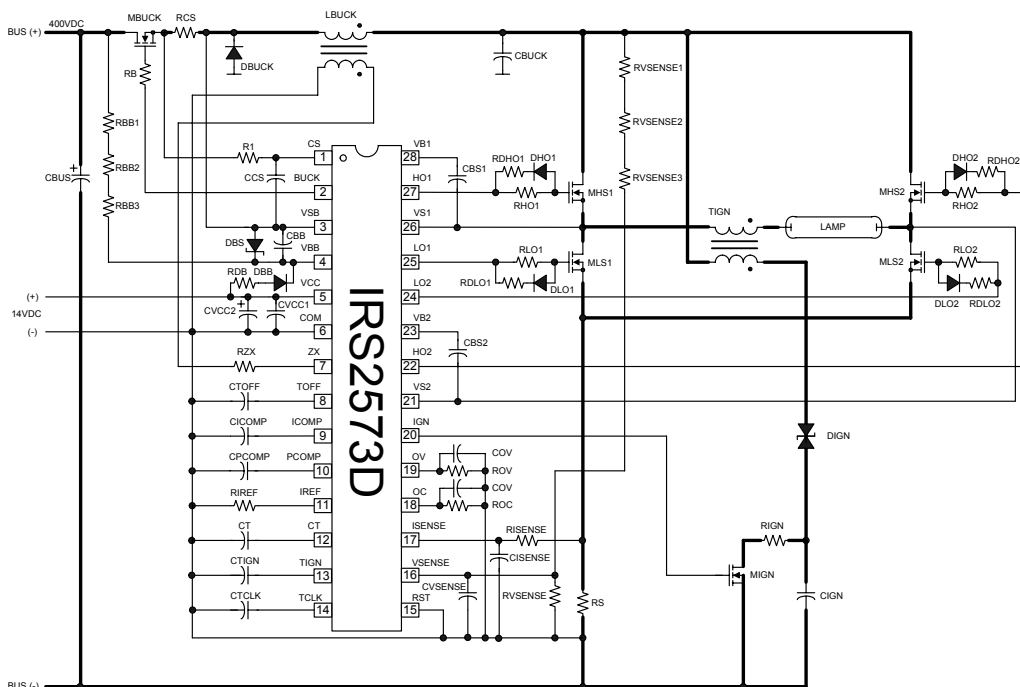 BUS (+)
400VDC
MBUCK
RCS
LBUCK
RB
DBUCK
CBUCK
RVSENSE1
RVSENSE2
RVSENSE3
RBB1
RBB2
RBB3
+
CBUS
R1
CCS
CS
1
BUCK
2
VSB
3
VBB
4
VCC
5
COM
6
ZX
7
TOFF
8
ICOMP
9
PCOMP
10
IREF
11
CT
12
TIGN
13
TCLK
14
DBS
CBB
RDB
DBB
(+)
14VDC
(-)
CVCC2
+
CVCC1
RZX
CTOFF
CICOMP
CPCOMP
RIREF
CT
CTIGN
CTCLK
IRS2573D
VB1
28
HO1
27
VS1
26
LO1
25
LO2
24
VB2
23
HO2
22
VS2
21
IGN
20
OV
19
OC
18
ISENSE
17
VSENSE
16
RST
15
CBS1
CBS2
RDHO1
DHO1
RHO1
MHS1
RLO1
RDLO1
DLO1
MLS1
TIGN
LAMP
DHO2
RDHO2
RHO2
MHS2
RLO2
DLO2
RDLO2
MLS2
COV
ROV
COV
ROC
RISENSE
CISENSE
CVSENSE
RVSENSE
RS
DIGN
RIGN
MIGN
CIGN
BUS (-)